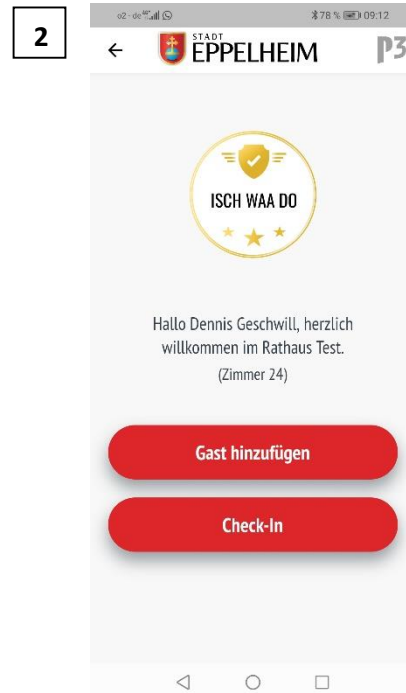 2
o2 - de 78 % 09:12
STADT
EPPELHEIM P3
ISCH WAA DO
Hallo Dennis Geschwill, herzlich
willkommen im Rathaus Test.
(Zimmer 24)
Gast hinzufügen
Check-In